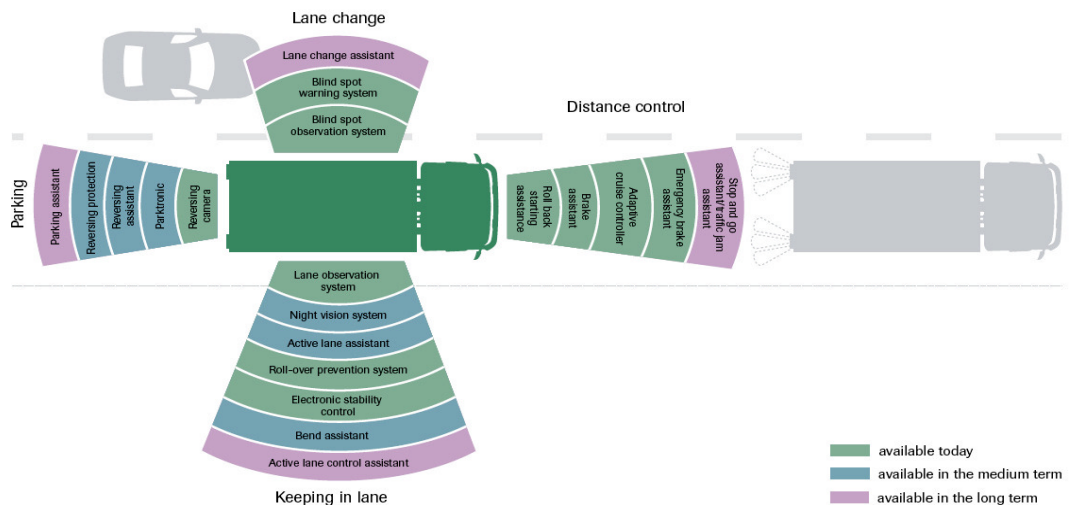 Lane change
Lane change assistant
Blind spot
warning system
Blind spot
observation system
Distance control
Parking
Parking assistant
Reversing protection
Reversing
assistant
Parktronic
Reversing
camera
Roll back
starting
assistance
Brake
assistant
Adaptive
cruise controller
Emergency brake
assistant
Stop and go
assistant/traffic jam
assistant
Lane observation
system
Night vision system
Active lane assistant
Roll-over prevention system
Electronic stability
control
Bend assistant
Active lane control assistant
Keeping in lane
available today
available in the medium term
available in the long term